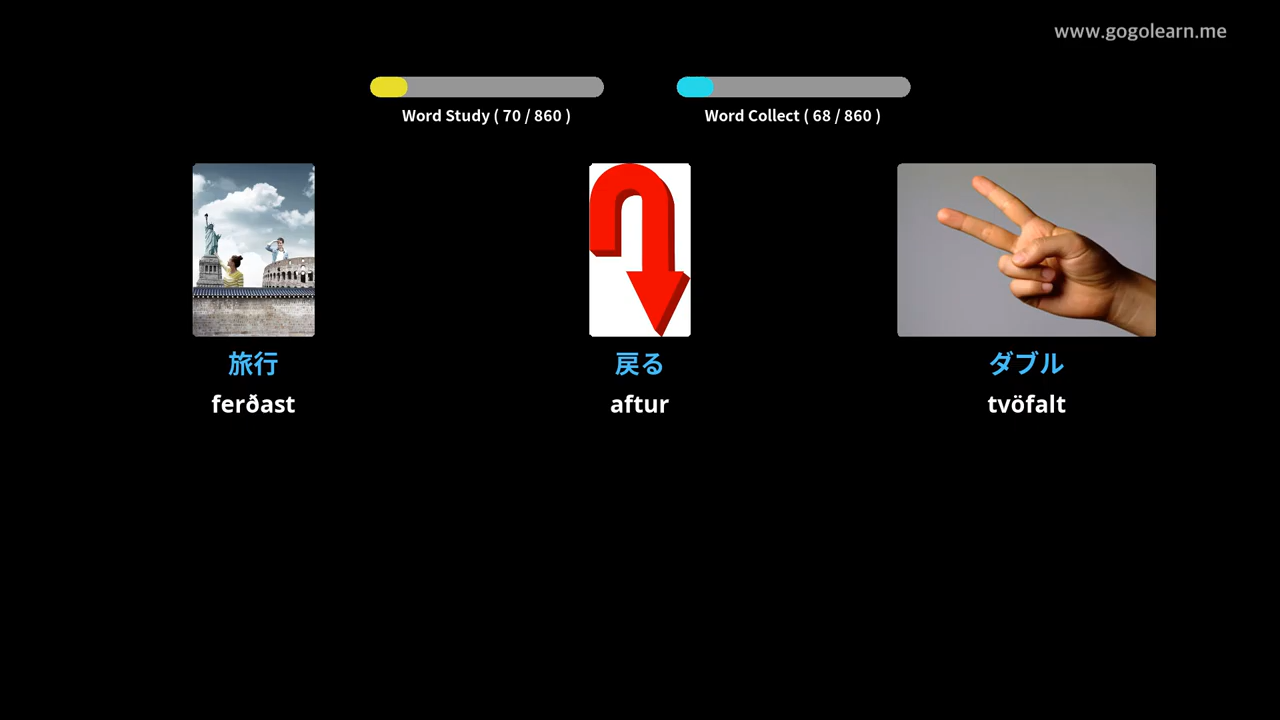 www.gogolearn.me
Word Study ( 70 / 860 )
Word Collect ( 68 / 860 )
旅行
戻る
ダブル
ferðast
aftur
tvöfalt